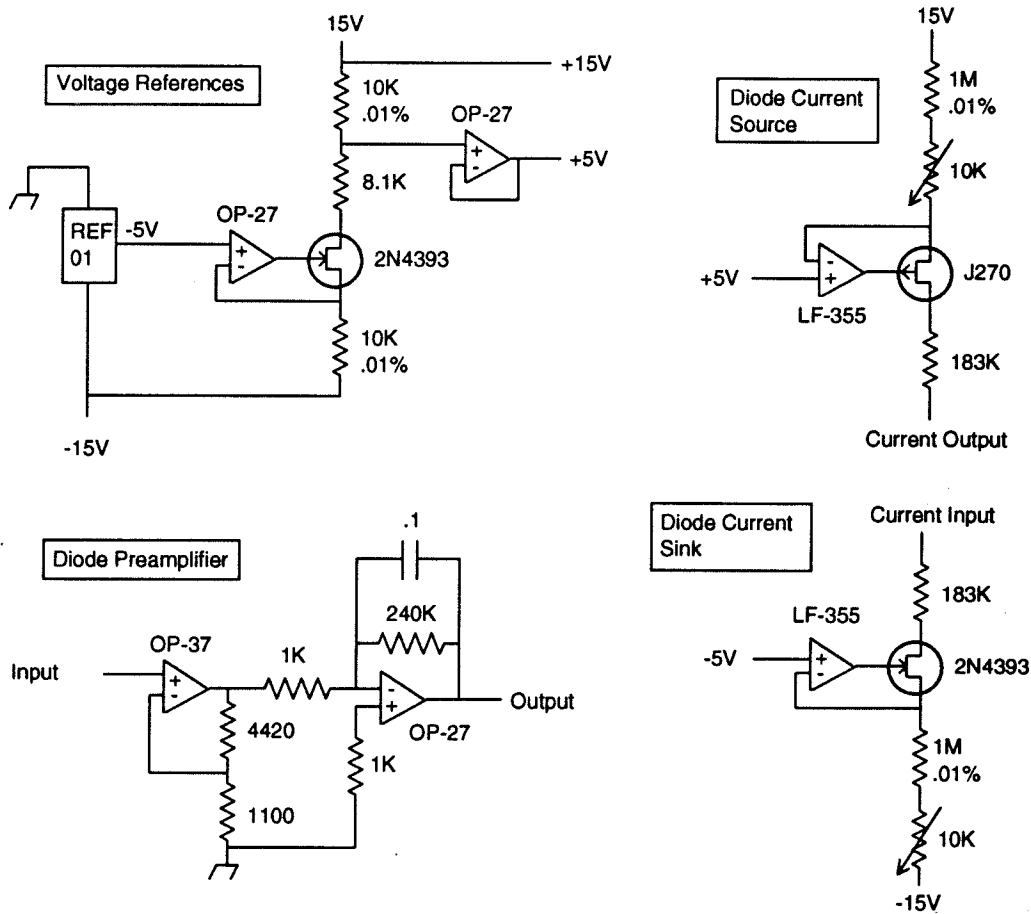 Voltage References
15V
+15V
10K
.01%
OP-27
+5V
8.1K
OP-27
REF
01
-5V
2N4393
10K
.01%
-15V
Diode Current
Source
15V
1M
.01%
10K
+5V
-
+
LF-355
J270
183K
Current Output
Diode Preamplifier
.1
240K
OP-37
Input
1K
4420
1100
-
+
OP-27
Output
1K
Diode Current
Sink
Current Input
183K
LF-355
-5V
+
-
2N4393
1M
.01%
10K
-15V